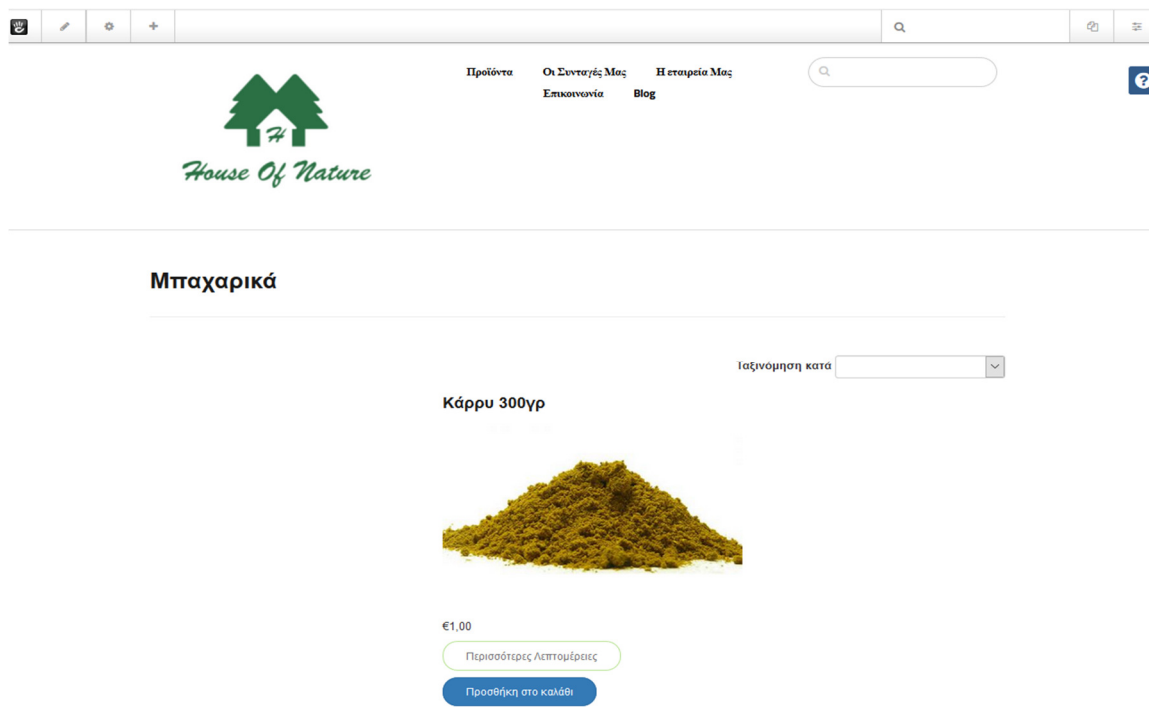 Προϊόντα Οι Συνταγές Μας Η εταιρεία Μας
Επικοινωνία Blog
H
House Of Nature
Μπαχαρικά
Ταξινόμηση κατά
Κάρρυ 300γρ
€1,00
Περισσότερες Λεπτομέρειες
Προσθήκη στο καλάθι